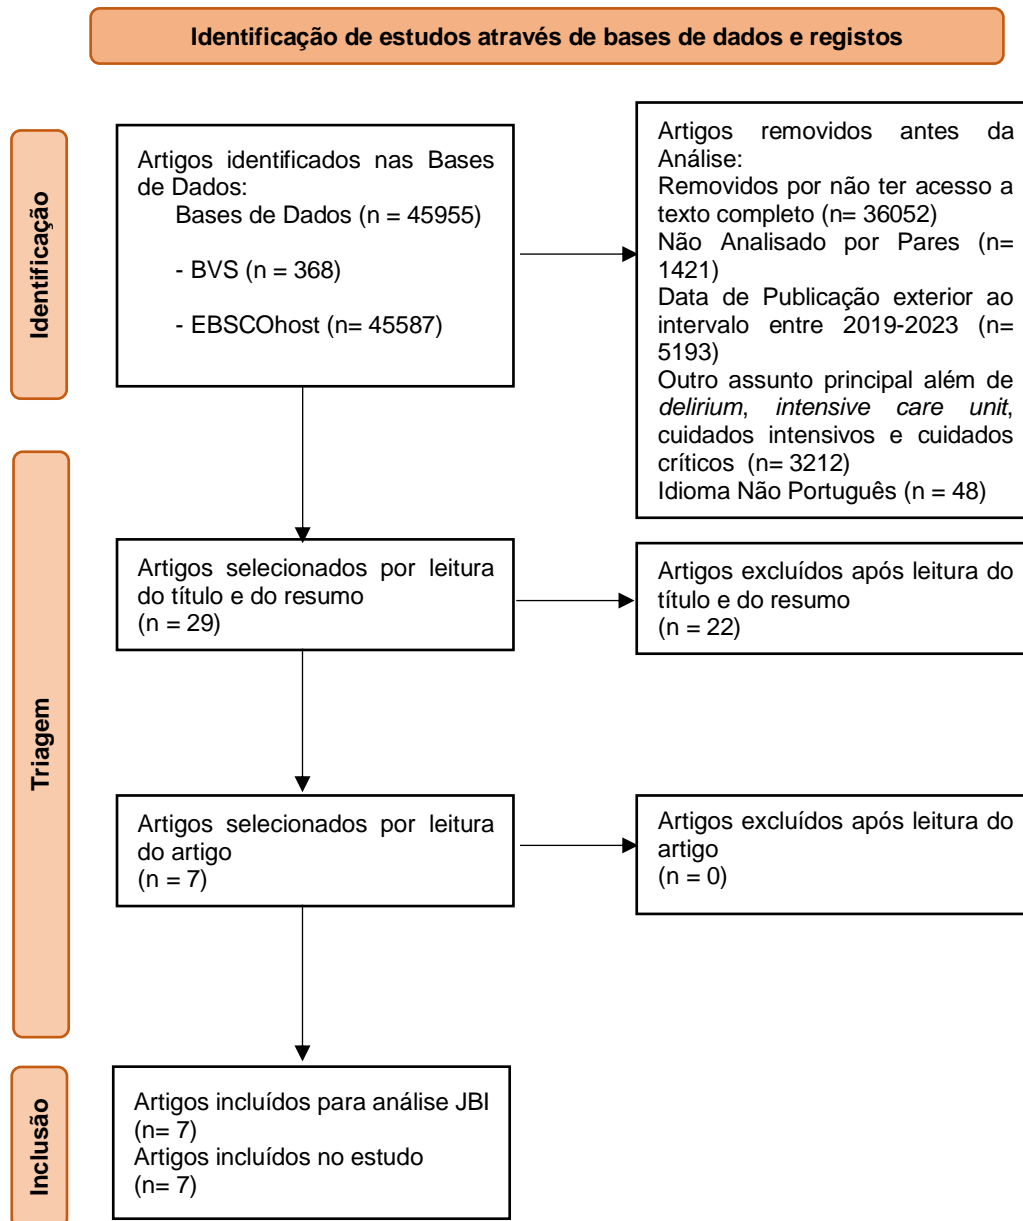 Identificação de estudos através de bases de dados e registos
Identificação
Artigos identificados nas Bases
de Dados:
Bases de Dados (n = 45955)
- BVS (n = 368)
- EBSCOhost (n= 45587)
Artigos removidos antes da
Análise:
Removidos por não ter acesso a
texto completo (n= 36052)
Não Analisado por Pares (n=
1421)
Data de Publicação exterior ao
intervalo entre 2019-2023 (n=
5193)
Outro assunto principal além de
delirium, intensive care unit,
cuidados intensivos e cuidados
críticos (n= 3212)
Idioma Não Português (n = 48)
Triagem
Artigos selecionados por leitura
do título e do resumo
(n = 29)
Artigos excluídos após leitura do
título e do resumo
(n = 22)
Artigos selecionados por leitura
do artigo
(n = 7)
Artigos excluídos após leitura do
artigo
(n = 0)
Inclusão
Artigos incluídos para análise JBI
(n= 7)
Artigos incluídos no estudo
(n= 7)